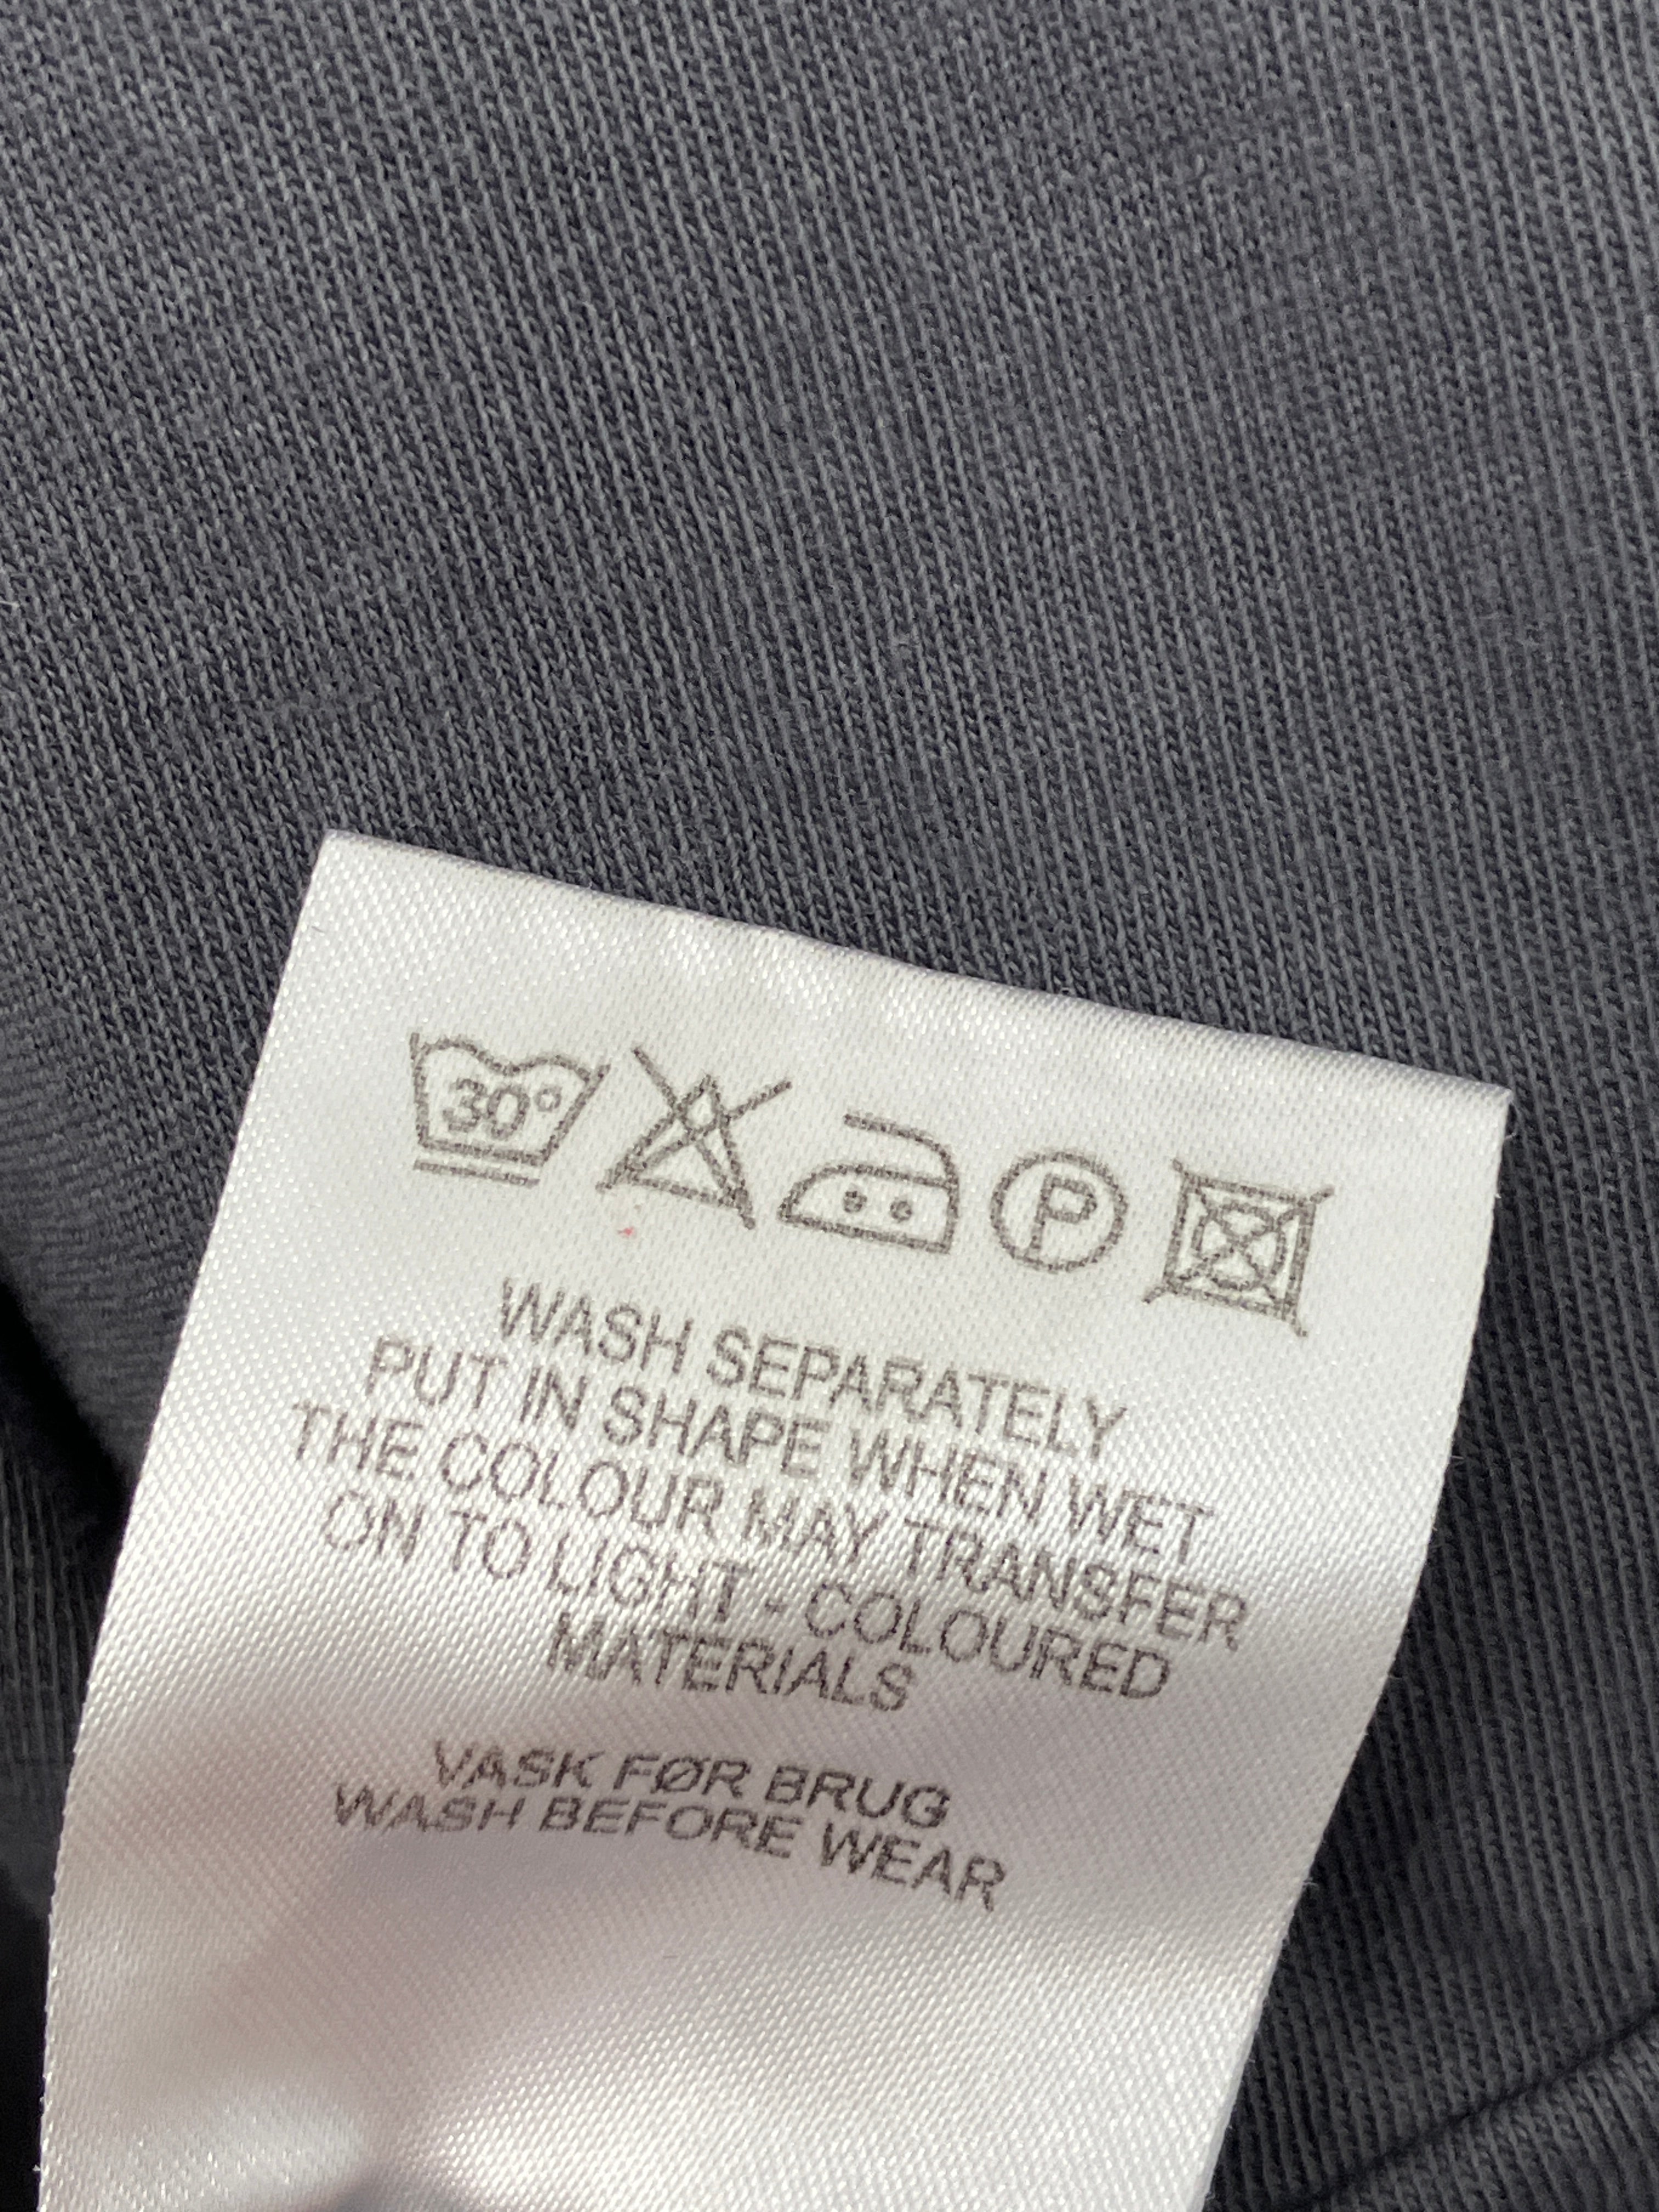 30°
P
WASH SEPARATELY
PUT IN SHAPE WHEN WET
THE COLOUR MAY TRANSFER
ON TO LIGHT - COLOURED
MATERIALS
VASK FØR BRUG
WASH BEFORE WEAR